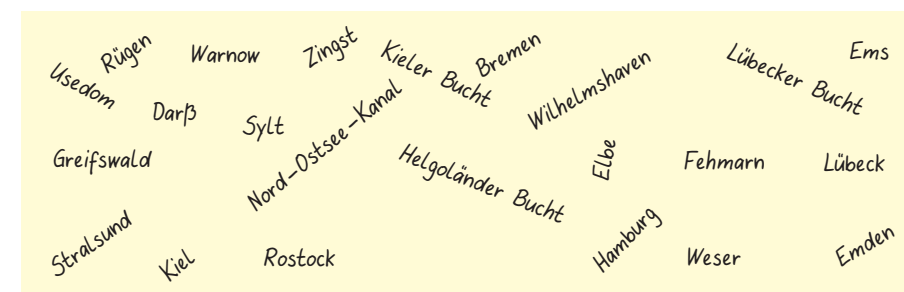 Usedom
Rügen
Warnow
Zingst
Kieler Bucht
Bremen
Wilhelmshaven
Lübecker Bucht
Ems
Darß
Sylt
Nord-Ostsee-Kanal
Greifswald
Helgoländer Bucht
Elbe
Fehmarn
Lübeck
Stralsund
Kiel
Rostock
Hamburg
Weser
Emden